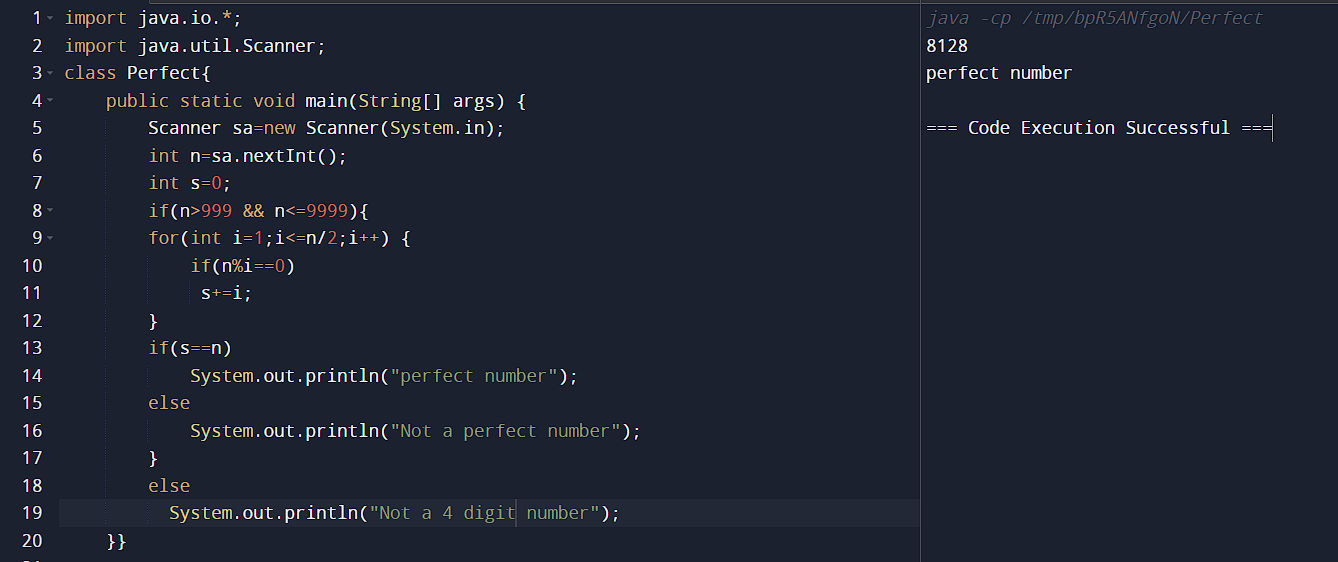 1 import java.io.*;
2 import java.util.Scanner;
3 class Perfect{
4 public static void main(String[] args) {
5 Scanner sa=new Scanner(System.in);
6 int n=sa.nextInt();
7 int s=0;
8 if(n>999 && n<=9999){
9 for(int i=1;i<=n/2;i++) {
10 if(n%i==0)
11 s+=i;
12 }
13 if(s==n)
14 System.out.println("perfect number");
15 else
16 System.out.println("Not a perfect number");
17 }
18 else
19 System.out.println("Not a 4 digit number");
20 }}
java -cp /tmp/bpR5ANfgoN/Perfect
8128
perfect number
=== Code Execution Successful ===